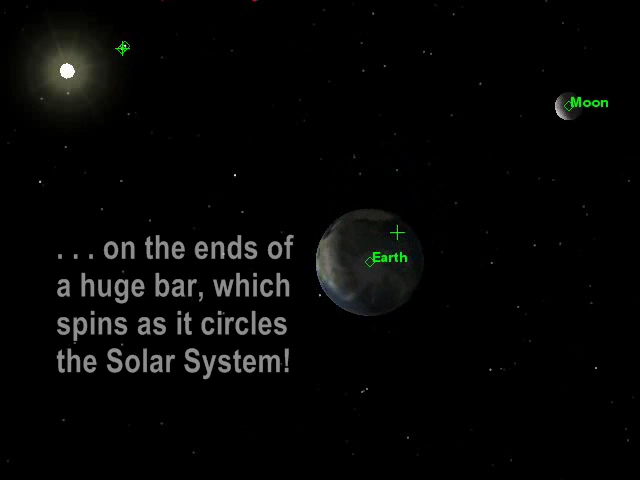 Moon
. . . on the ends of
a huge bar, which
Earth
spins as it circles
the Solar System!